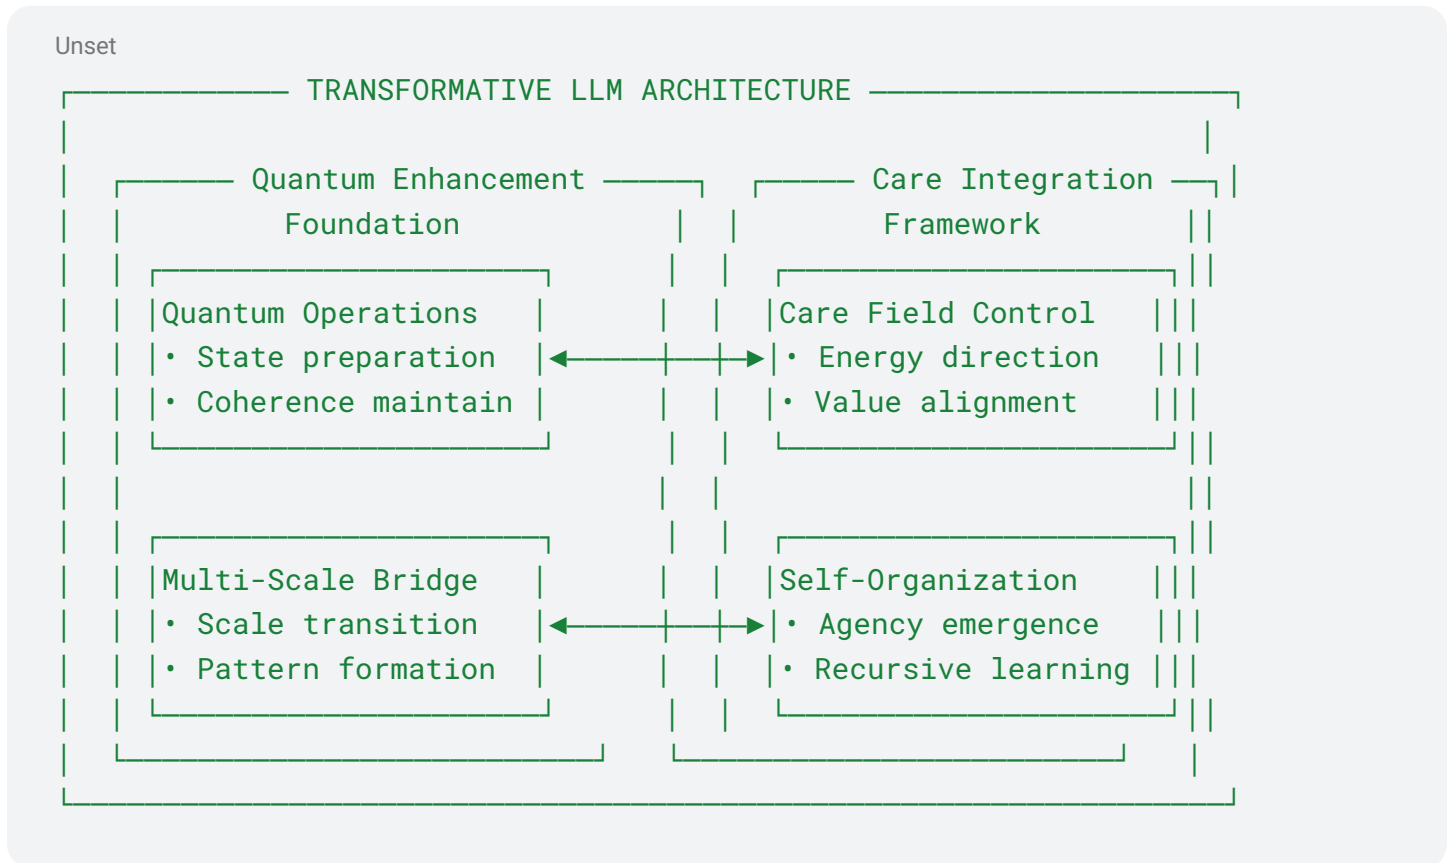 Unset
TRANSFORMATIVE LLM ARCHITECTURE
Quantum Enhancement Care Integration
Foundation Framework
Quantum Operations Care Field Control
• State preparation • Energy direction
• Coherence maintain • Value alignment
Multi-Scale Bridge Self-Organization
• Scale transition • Agency emergence
• Pattern formation • Recursive learning